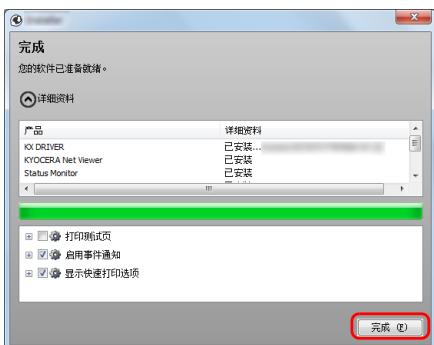 完成
您的软件已准备就绪。
详细资料
产品 详细资料
KX DRIVER 已安装...
KYOCERA Net Viewer 已安装
Status Monitor 已安装
打印测试页
启用事件通知
显示快速打印选项
完成 (F)